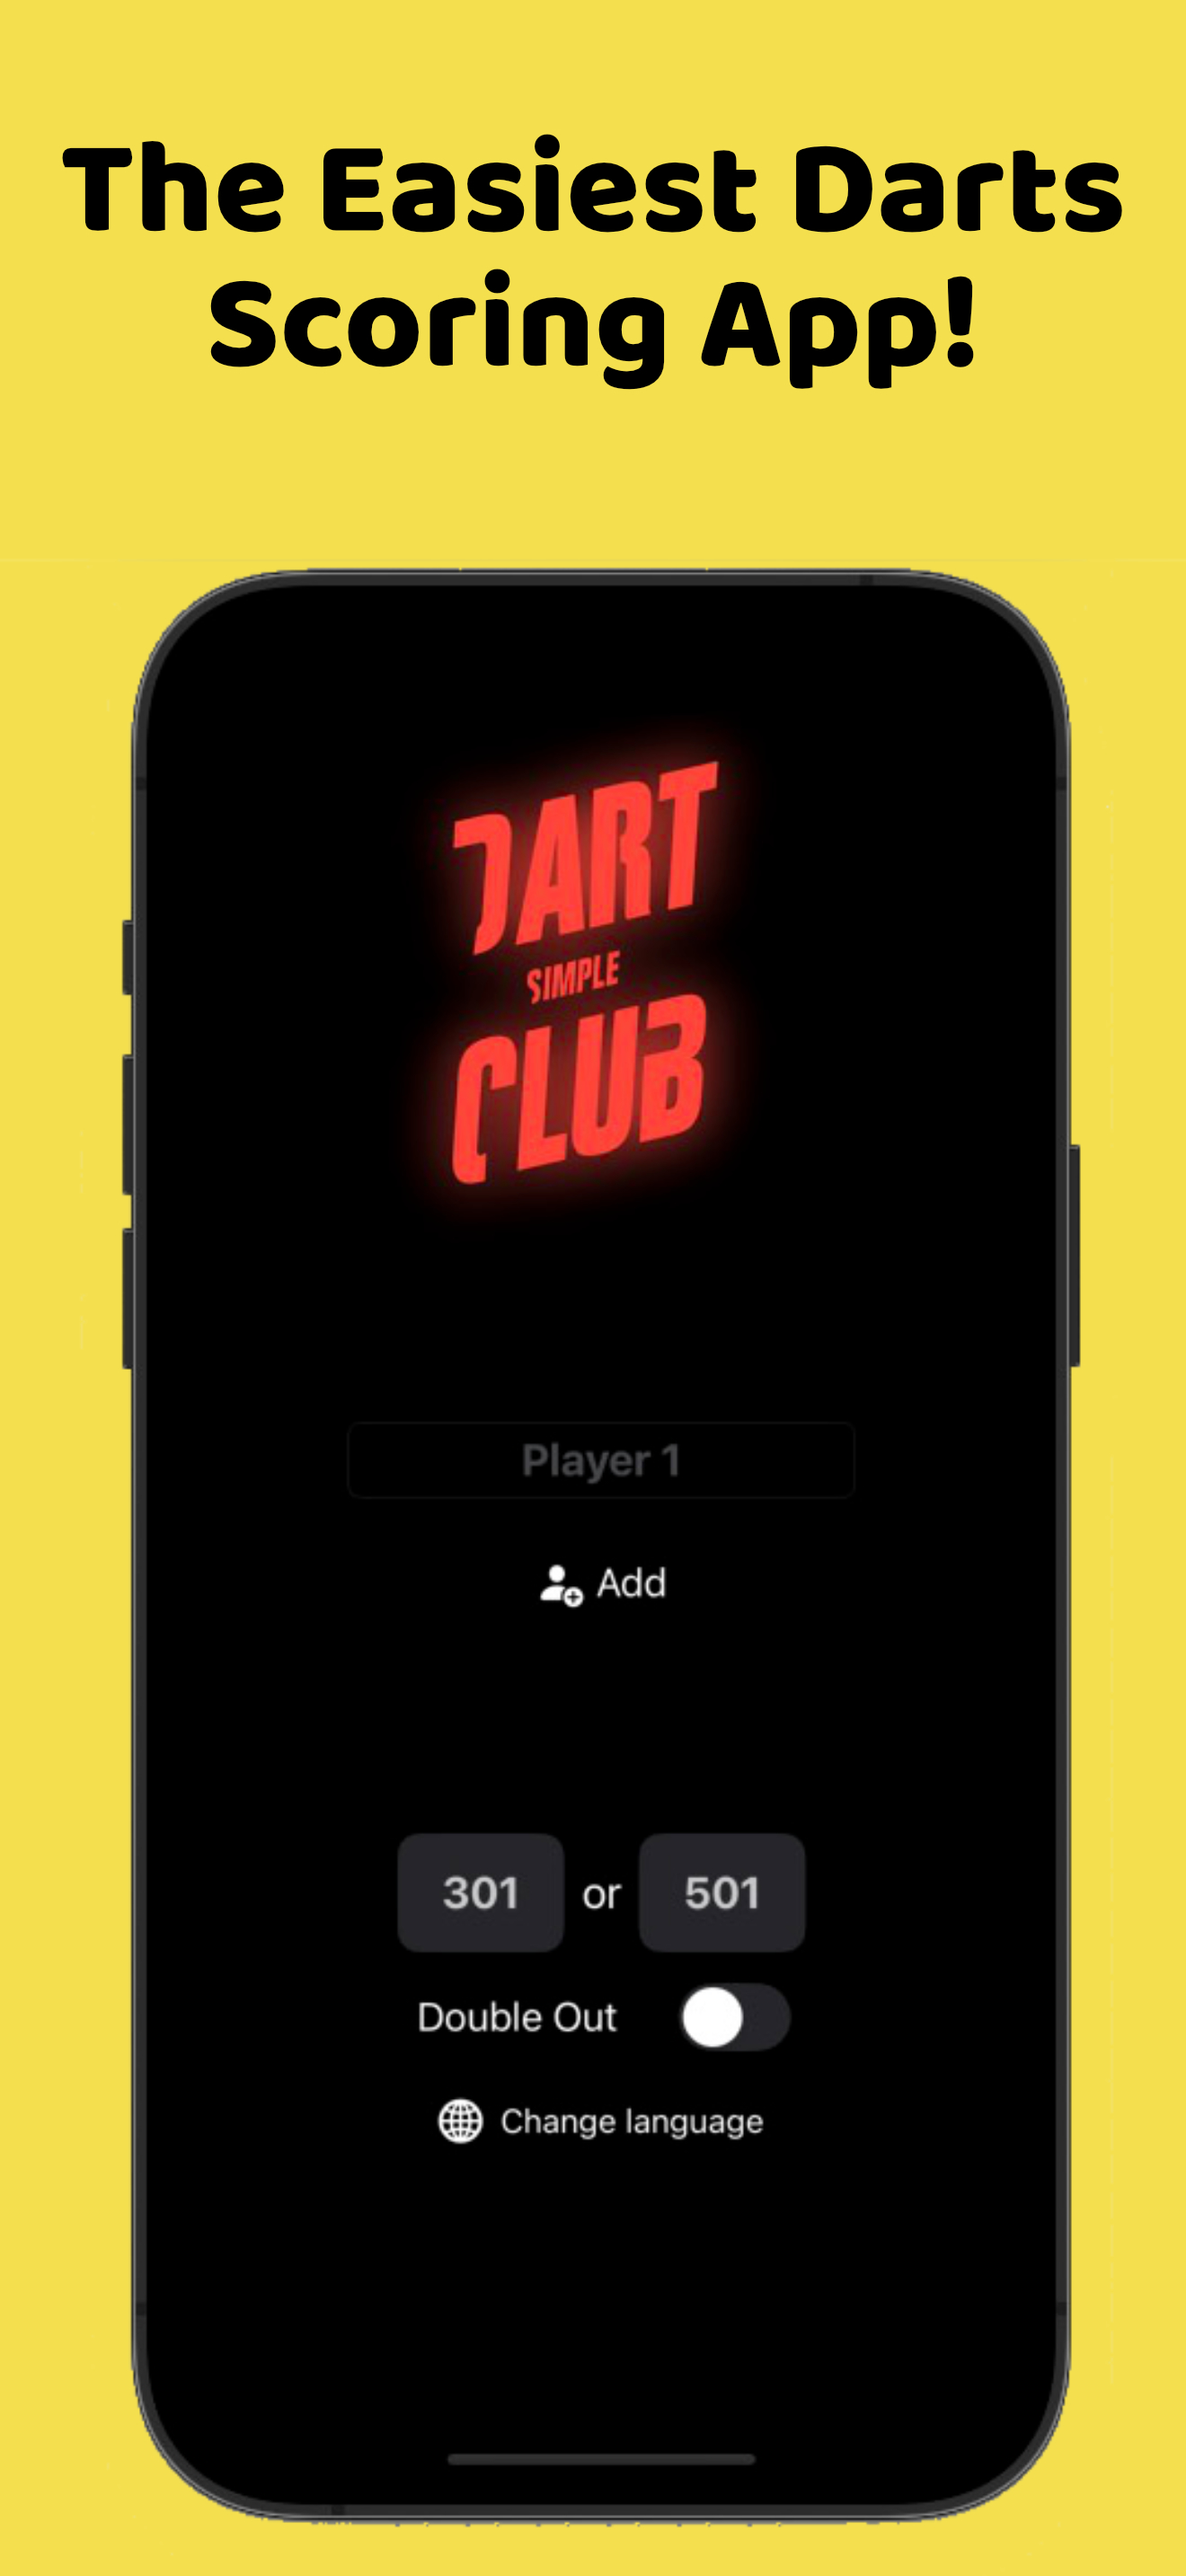 The Easiest Darts
Scoring App!
DART
SIMPLE
CLUB
Player 1
Add
301 or 501
Double Out
Change language